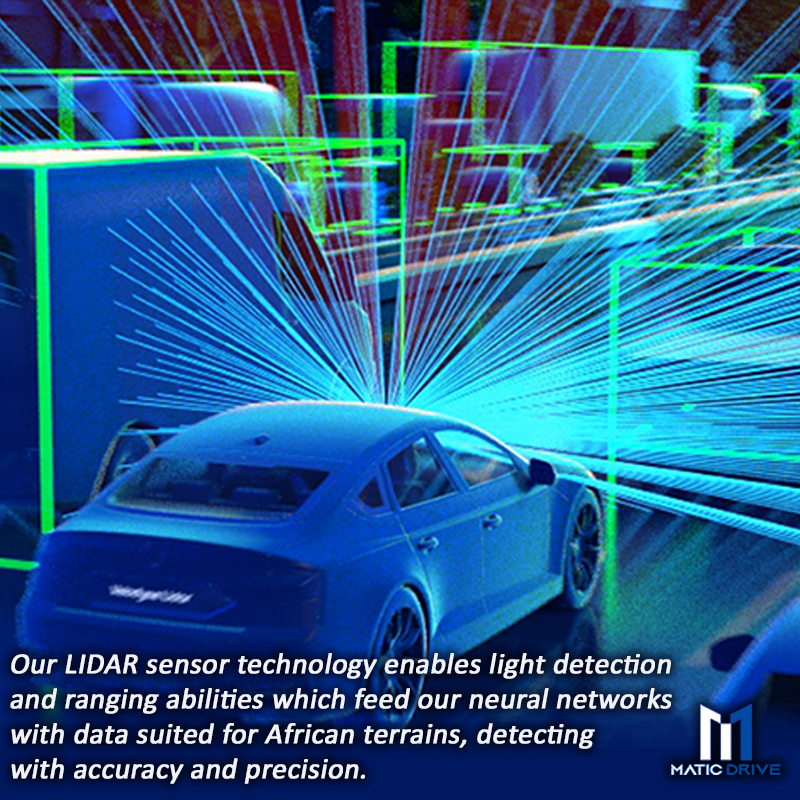 Our LIDAR sensor technology enables light detection
and ranging abilities which feed our neural networks
with data suited for African terrains, detecting
with accuracy and precision.
MATIC DRIVE